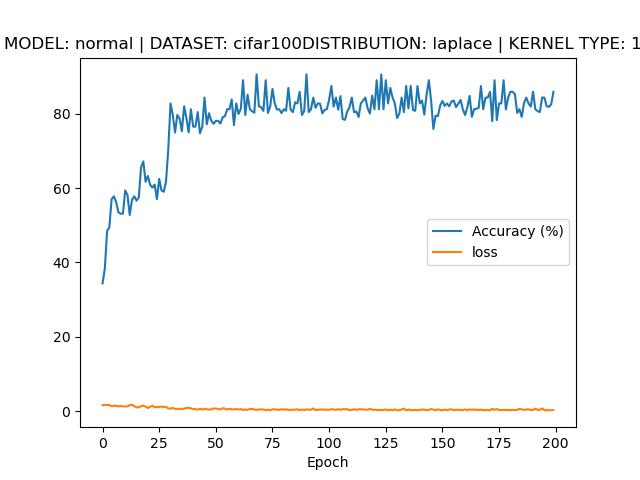 MODEL: normal | DATASET: cifar100DISTRIBUTION: laplace | KERNEL TYPE: 1
80
60
40
20
0
Accuracy (%)
loss
0 25 50 75 100 125 150 175 200
Epoch